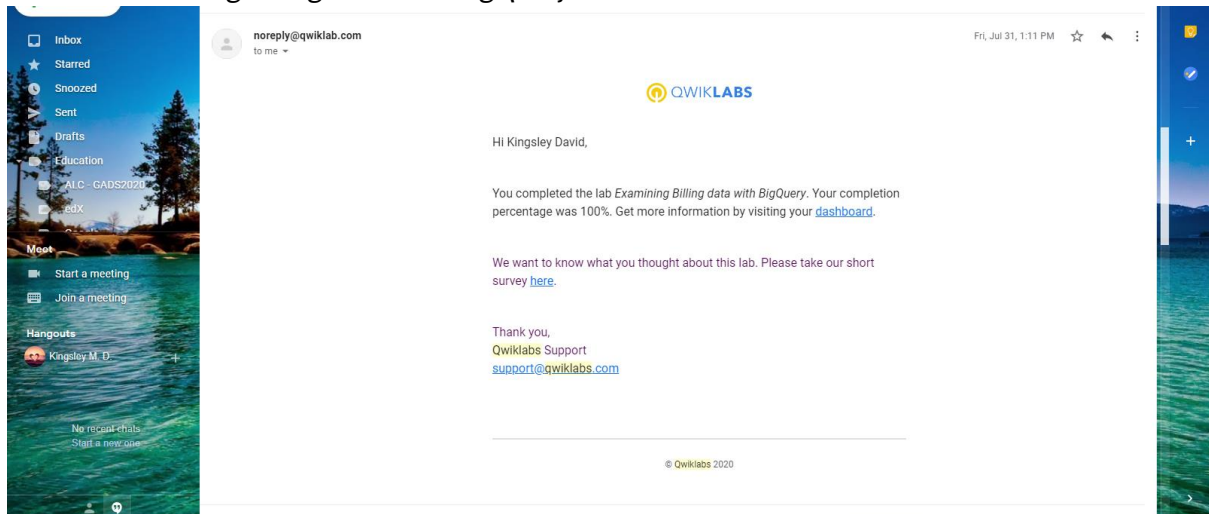 Inbox
Starred
Snoozed
Sent
Drafts
Education
ALC - GADS2020
edX
Meet
Start a meeting
Join a meeting
Hangouts
Kingsley M. D.
No recent chats
Start a new one
noreply@qwiklab.com
to me
Fri, Jul 31, 1:11 PM
QWIKLABS
Hi Kingsley David,
You completed the lab Examining Billing data with BigQuery. Your completion
percentage was 100%. Get more information by visiting your dashboard.
We want to know what you thought about this lab. Please take our short
survey here.
Thank you,
Qwiklabs Support
support@qwiklabs.com
© Qwiklabs 2020